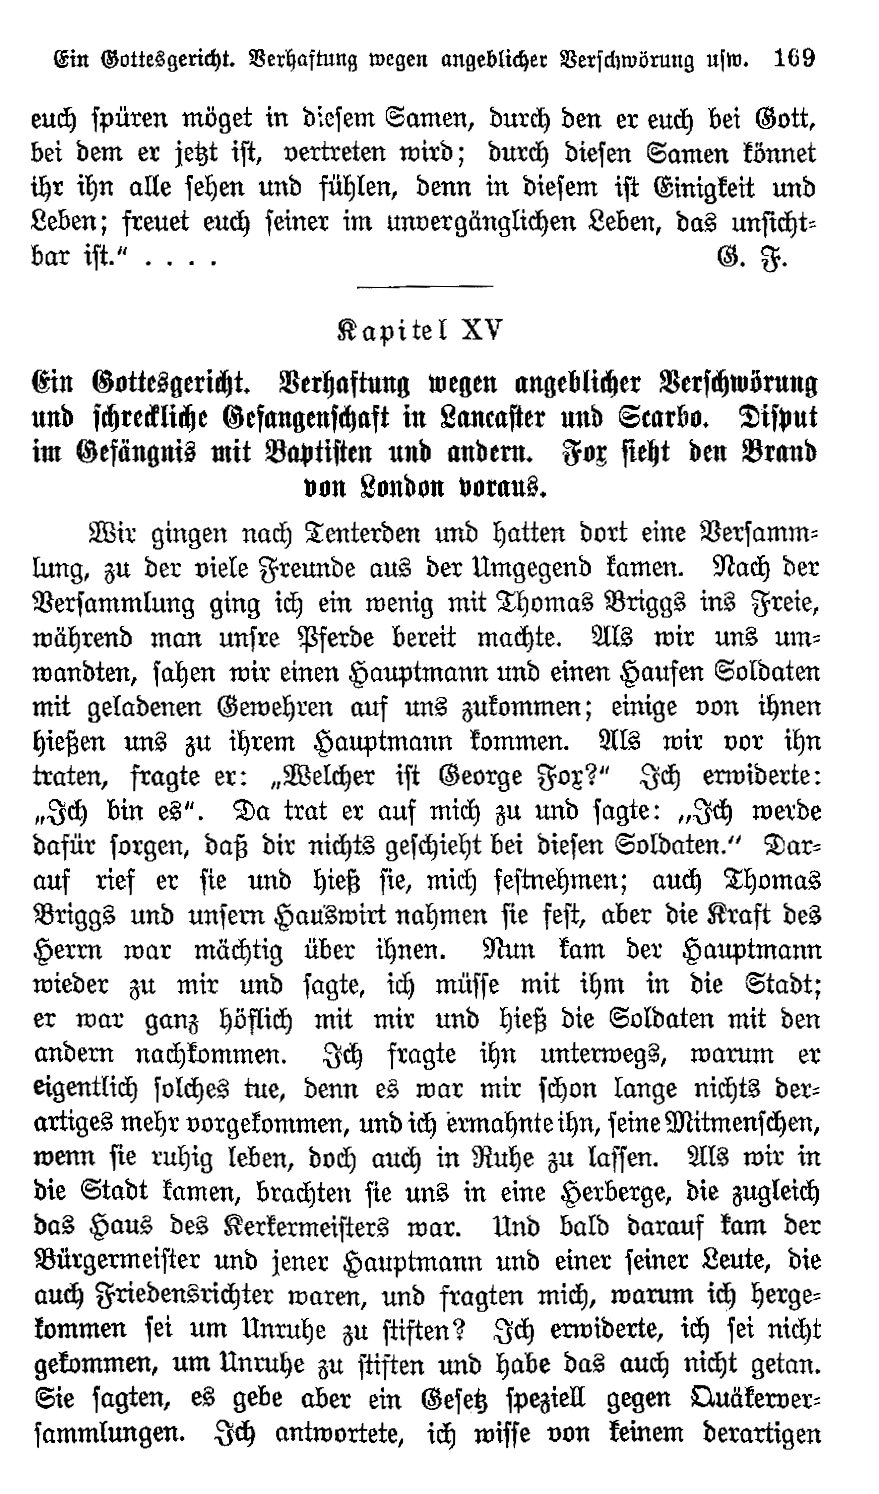 Ein Gottesgericht. Verhaftung wegen angeblicher Verschwörung usw. 169
euch spüren möget in diesem Samen, durch den er euch bei Gott,
bei dem er jetzt ist, vertreten wird; durch diesen Samen könnet
ihr ihn alle sehen und fühlen, denn in diesem ist Einigkeit und
Leben; freuet euch seiner im unvergänglichen Leben, das unsicht-
bar ist.“ . . . . G. F.
Kapitel XV
Ein Gottesgericht. Verhaftung wegen angeblicher Verschwörung
und schreckliche Gefangenschaft in Lancaster und Scarbo. Disput
im Gefängnis mit Baptisten und andern. Fox sieht den Brand
von London voraus.
Wir gingen nach Tenterden und hatten dort eine Versamm-
lung, zu der viele Freunde aus der Umgegend kamen. Nach der
Versammlung ging ich ein wenig mit Thomas Briggs ins Freie,
während man unsre Pferde bereit machte. Als wir uns um-
wandten, sahen wir einen Hauptmann und einen Haufen Soldaten
mit geladenen Gewehren auf uns zukommen; einige von ihnen
hießen uns zu ihrem Hauptmann kommen. Als wir vor ihn
traten, fragte er: „Welcher ist George Fox?“ Ich erwiderte:
„Ich bin es“. Da trat er auf mich zu und sagte: „Ich werde
dafür sorgen, daß dir nichts geschieht bei diesen Soldaten.“ Dar-
auf rief er sie und hieß sie, mich festnehmen; auch Thomas
Briggs und unsern Hauswirt nahmen sie fest, aber die Kraft des
Herrn war mächtig über ihnen. Nun kam der Hauptmann
wieder zu mir und sagte, ich müsse mit ihm in die Stadt;
er war ganz höflich mit mir und hieß die Soldaten mit den
andern nachkommen. Ich fragte ihn unterwegs, warum er
eigentlich solches tue, denn es war mir schon lange nichts der-
artiges mehr vorgekommen, und ich ermahnte ihn, seine Mitmenschen,
wenn sie ruhig leben, doch auch in Ruhe zu lassen. Als wir in
die Stadt kamen, brachten sie uns in eine Herberge, die zugleich
das Haus des Kerkermeisters war. Und bald darauf kam der
Bürgermeister und jener Hauptmann und einer seiner Leute, die
auch Friedensrichter waren, und fragten mich, warum ich herge-
kommen sei um Unruhe zu stiften? Ich erwiderte, ich sei nicht
gekommen, um Unruhe zu stiften und habe das auch nicht getan.
Sie sagten, es gebe aber ein Gesetz speziell gegen Quäkerver-
sammlungen. Ich antwortete, ich wisse von keinem derartigen